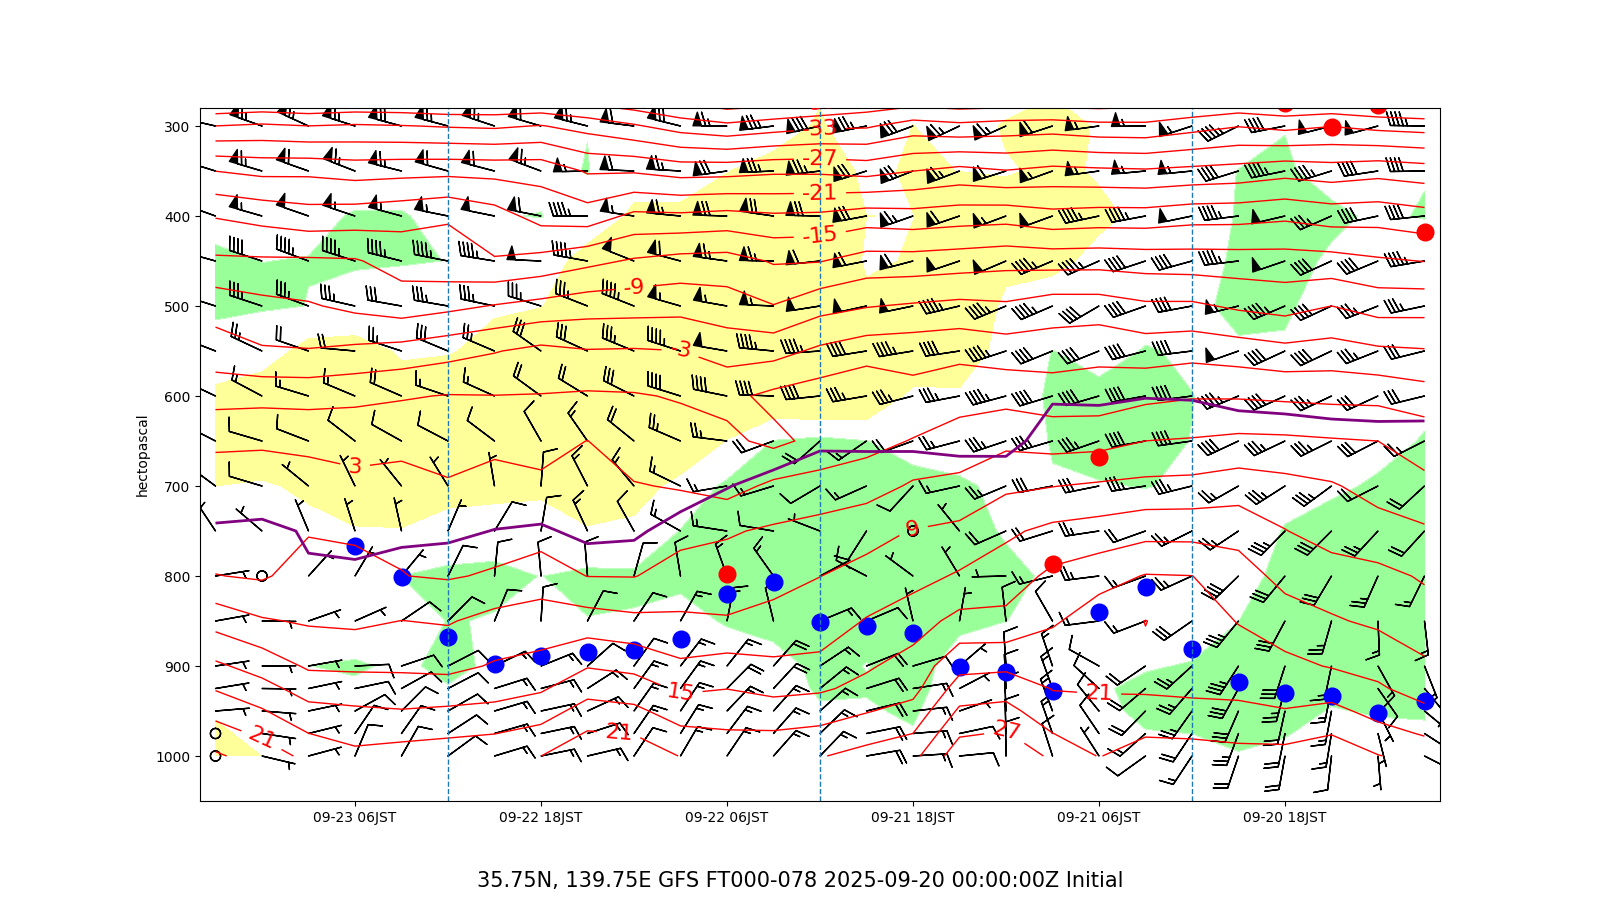 300
400
500
600
700
800
900
1000
hectopascal
-33
-27
-21
-15
-9
-3
3
9
15
21
21
27
21
09-23 06JST
09-22 18JST
09-22 06JST
09-21 18JST
09-21 06JST
09-20 18JST
35.75N, 139.75E GFS FT000-078 2025-09-20 00:00:00Z Initial